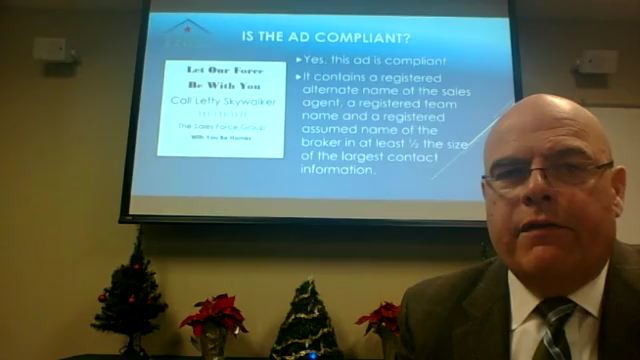 IS THE AD COMPLIANT?
Let Our Force
Be With You
Call Lefty Skywalker
The Sales Force Group
With You Be Homes
Yes, this ad is compliant
It contains a registered
alternate name of the sales
agent, a registered team
name and a registered
assumed name of the
broker in at least ½ the size
of the largest contact
information.